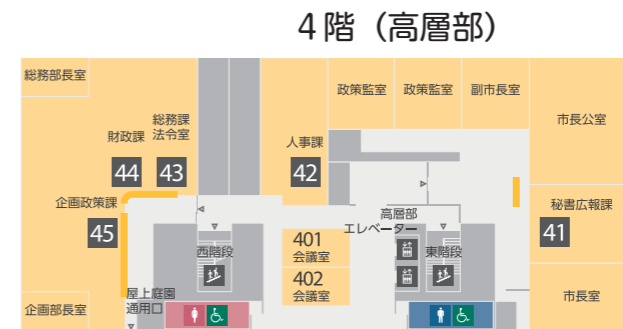 4階（高層部）
総務部長室
政策監室
政策監室
副市長室
市長公室
総務課
法令室
財政課
人事課
44
43
42
企画政策課
45
高層部
エレベーター
秘書広報課
41
401
会議室
西階段
東階段
402
会議室
屋上庭園
通用口
企画部長室
市長室